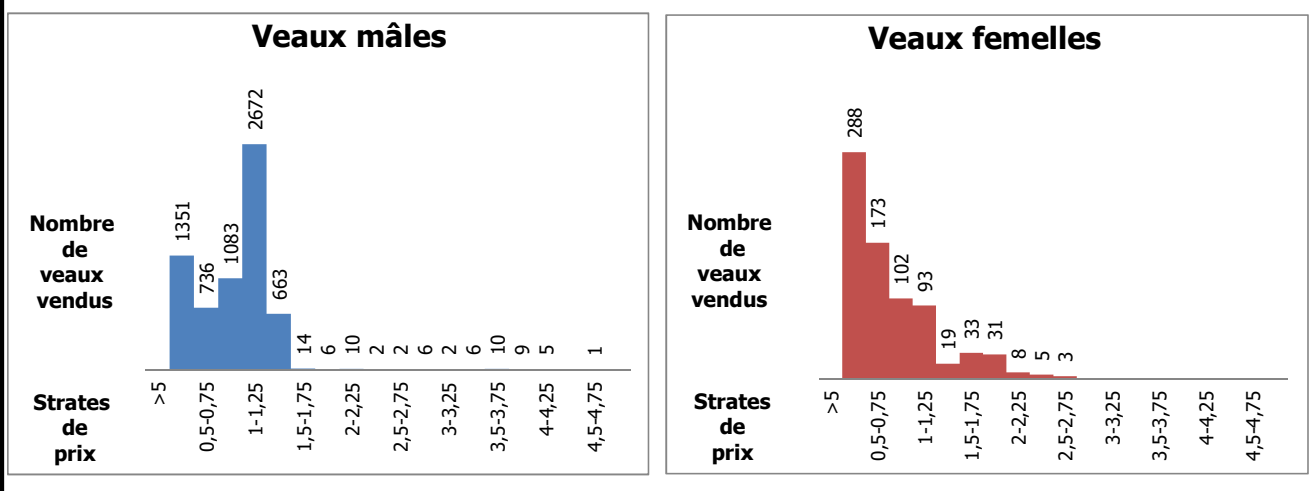 Veaux mâles
2672
1351
1083
736
663
14
6
10
2
2
6
2
6
10
9
5
1
Nombre
de
veaux
vendus
>5
0,5-0,75
1-1,25
1,5-1,75
2-2,25
2,5-2,75
3-3,25
3,5-3,75
4-4,25
4,5-4,75
Strates
de
prix
Veaux femelles
288
173
102
93
19
33
31
8
5
3
Nombre
de
veaux
vendus
>5
0,5-0,75
1-1,25
1,5-1,75
2-2,25
2,5-2,75
3-3,25
3,5-3,75
4-4,25
4,5-4,75
Strates
de
prix